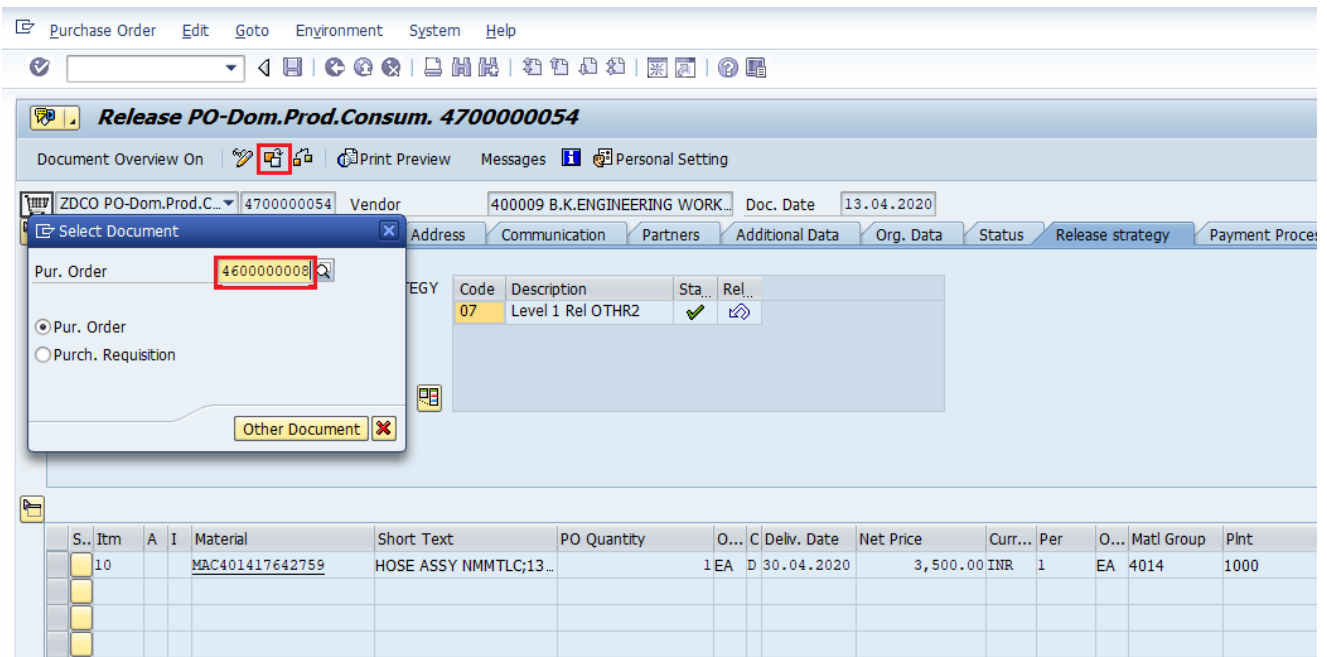 Purchase Order Edit Goto Environment System Help
Release PO-Dom.Prod.Consum. 4700000054
Document Overview On Print Preview Messages Personal Setting
ZDCO PO-Dom.Prod.C... 4700000054 Vendor 400009 B.K.ENGINEERING WORK... Doc. Date 13.04.2020
Select Document Address Communication Partners Additional Data Org. Data Status Release strategy Payment Proces
Pur. Order 4600000008
TEGY Code Description Sta... Rel...
07 Level 1 Rel OTHR2
Pur. Order
Purch. Requisition
Other Document
S.. Itm A I Material Short Text PO Quantity O... C Deliv. Date Net Price Curr... Per O... Matl Group Plnt
10 MAC401417642759 HOSE ASSY NMMTLC;13... 1 EA D 30.04.2020 3,500.00 INR 1 EA 4014 1000